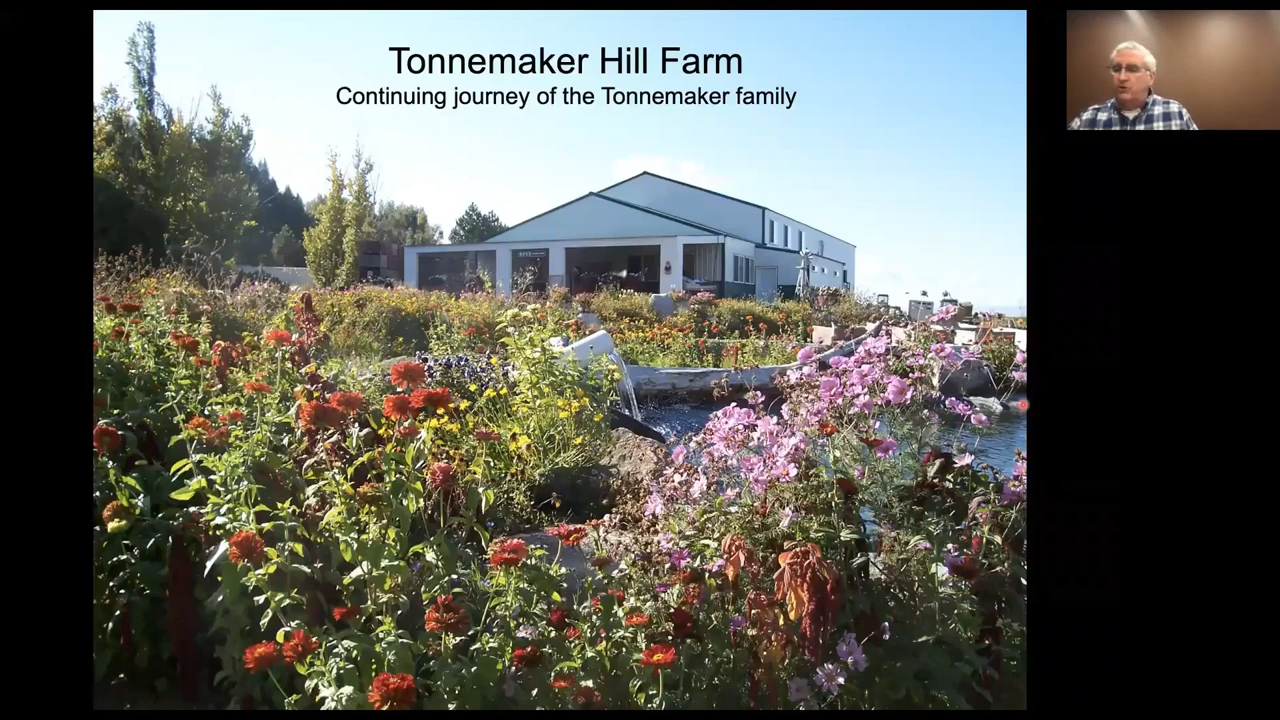 Tonnemaker Hill Farm
Continuing journey of the Tonnemaker family